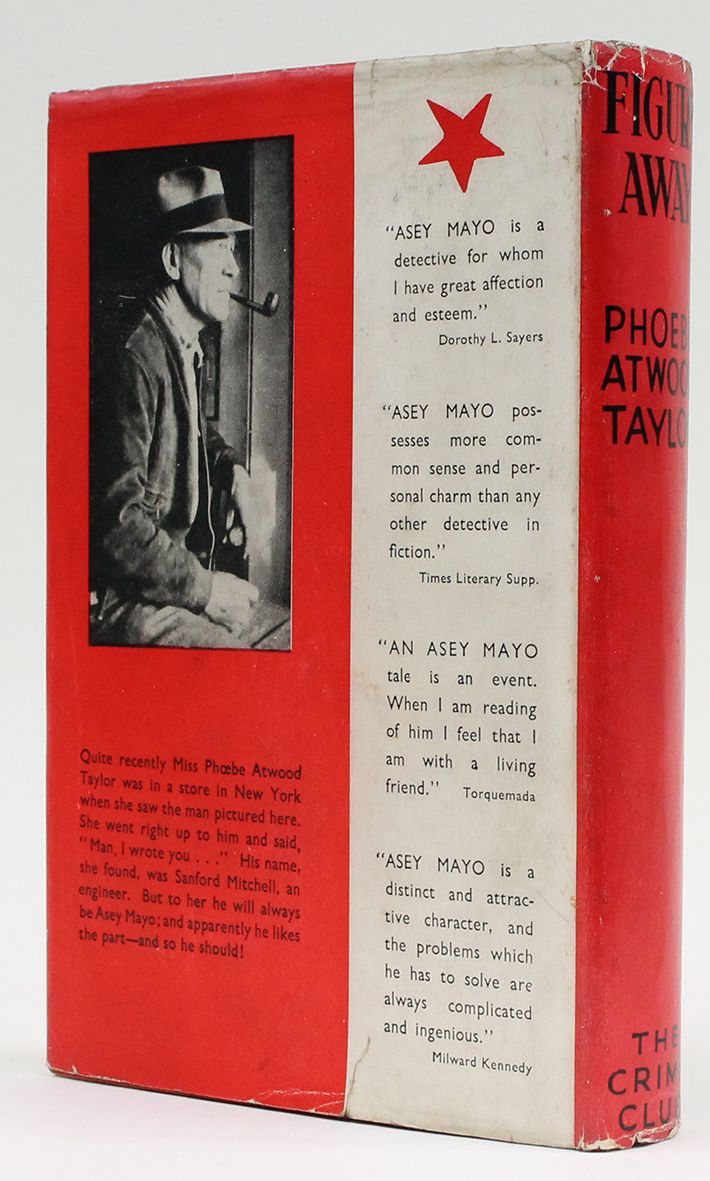 Quite recently Miss Phœbe Atwood
Taylor was in a store in New York
when she saw the man pictured here.
She went right up to him and said,
“Man, I wrote you . . .” His name,
she found, was Sanford Mitchell, an
engineer. But to her he will always
be Asey Mayo; and apparently he likes
the part—and so he should!
“ASEY MAYO is a
detective for whom
I have great affection
and esteem.”
Dorothy L. Sayers
“ASEY MAYO pos-
sesses more com-
mon sense and per-
sonal charm than any
other detective in
fiction.”
Times Literary Supp.
“AN ASEY MAYO
tale is an event.
When I am reading
of him I feel that I
am with a living
friend.” Torquemada
“ASEY MAYO is a
distinct and attrac-
tive character, and
the problems which
he has to solve are
always complicated
and ingenious.”
Milward Kennedy
FIGUR
AWAY
PHOEB
ATWOO
TAYLO
THE
CRIM
CLU